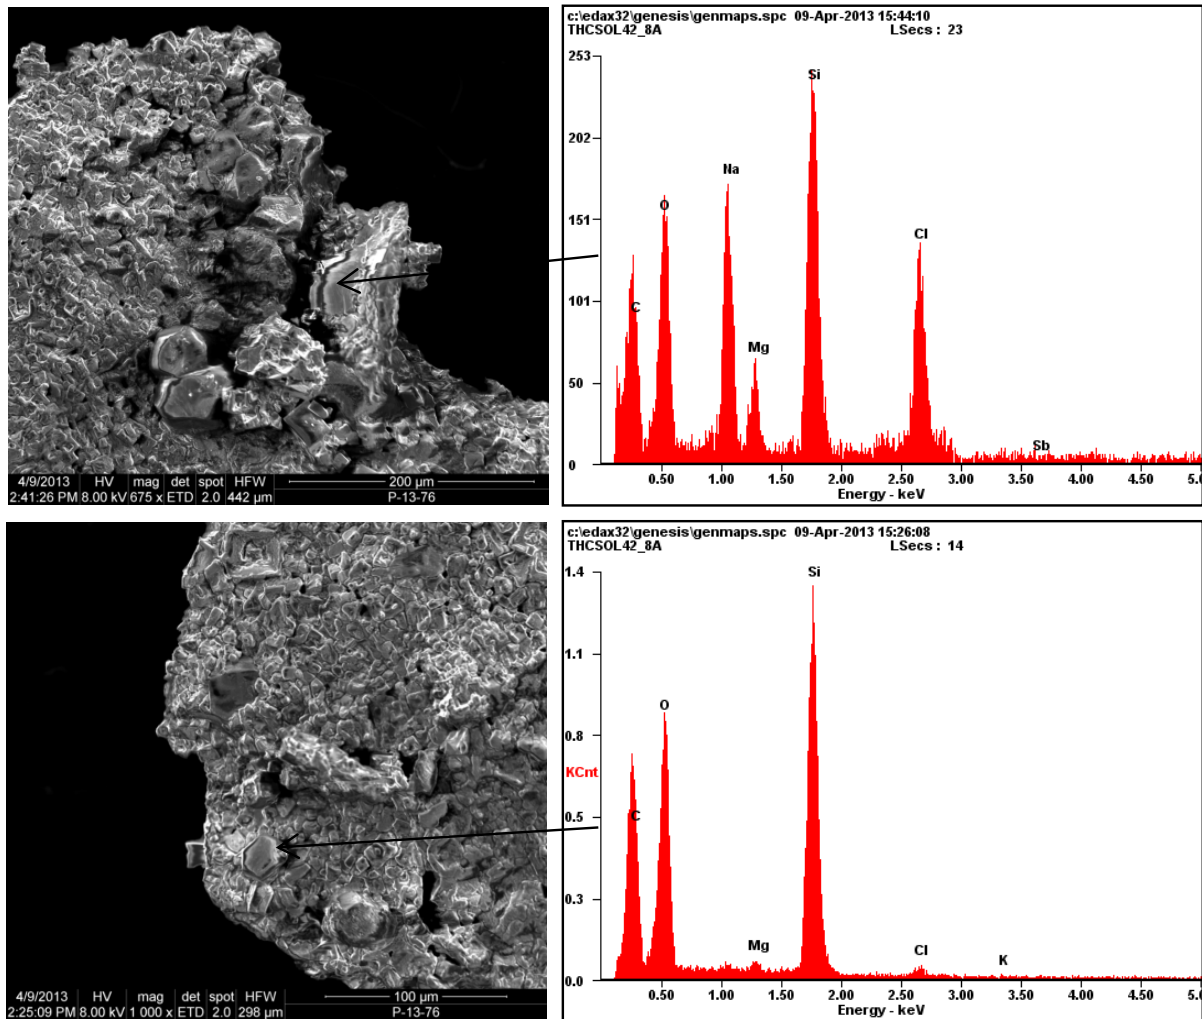 c:\edax32\genesis\genmaps.spc 09-Apr-2013 15:44:10
THCSOL42_8A LSecs : 23
253
202
151
101
50
0
C
O
Na
Mg
Si
Cl
Sb
0.50 1.00 1.50 2.00 2.50 3.00 3.50 4.00 4.50 5.0
Energy - keV
4/9/2013 HV mag det spot HFW 200 µm
2:41:26 PM 8.00 kV 675 x ETD 2.0 442 µm P-13-76
c:\edax32\genesis\genmaps.spc 09-Apr-2013 15:26:08
THCSOL42_8A LSecs : 14
1.4
1.1
0.8
KCnt
0.5
0.3
0.0
C
O
Mg
Si
Cl
K
0.50 1.00 1.50 2.00 2.50 3.00 3.50 4.00 4.50 5.0
Energy - keV
4/9/2013 HV mag det spot HFW 100 µm
2:25:09 PM 8.00 kV 1 000 x ETD 2.0 298 µm P-13-76